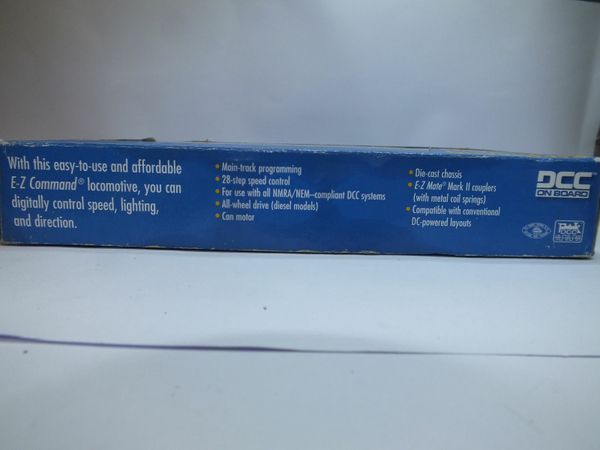 With this easy-to-use and affordable
E-Z Command® locomotive, you can
digitally control speed, lighting,
and direction.
• Main-track programming
• 28-step speed control
• For use with all NMRA/NEM–compliant DCC systems
• All-wheel drive (diesel models)
• Can motor
• Die-cast chassis
• E-Z Mate® Mark II couplers
(with metal coil springs)
• Compatible with conventional
DC-powered layouts
DCC™
ON BOARD